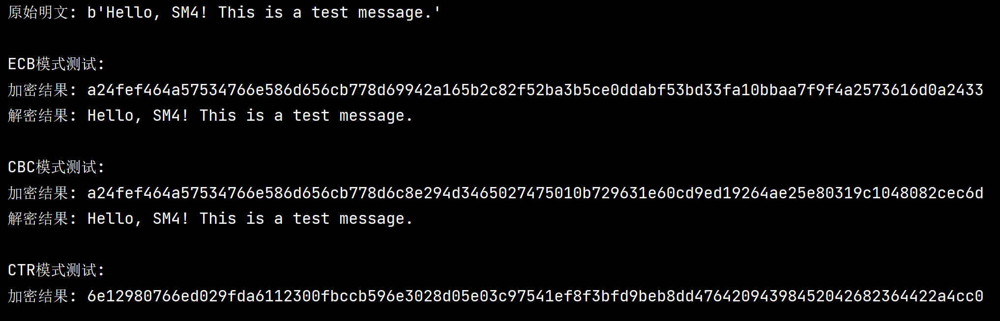 原始明文: b'Hello, SM4! This is a test message.'
ECB模式测试:
加密结果: a24fef464a57534766e586d656cb778d69942a165b2c82f52ba3b5ce0ddabf53bd33fa10bbaa7f9f4a2573616d0a2433
解密结果: Hello, SM4! This is a test message.
CBC模式测试:
加密结果: a24fef464a57534766e586d656cb778d6c8e294d3465027475010b729631e60cd9ed19264ae25e80319c1048082cec6d
解密结果: Hello, SM4! This is a test message.
CTR模式测试:
加密结果: 6e12980766ed029fda6112300fbccb596e3028d05e03c97541ef8f3bfd9beb8dd4764209439845204268236442​2a4cc0